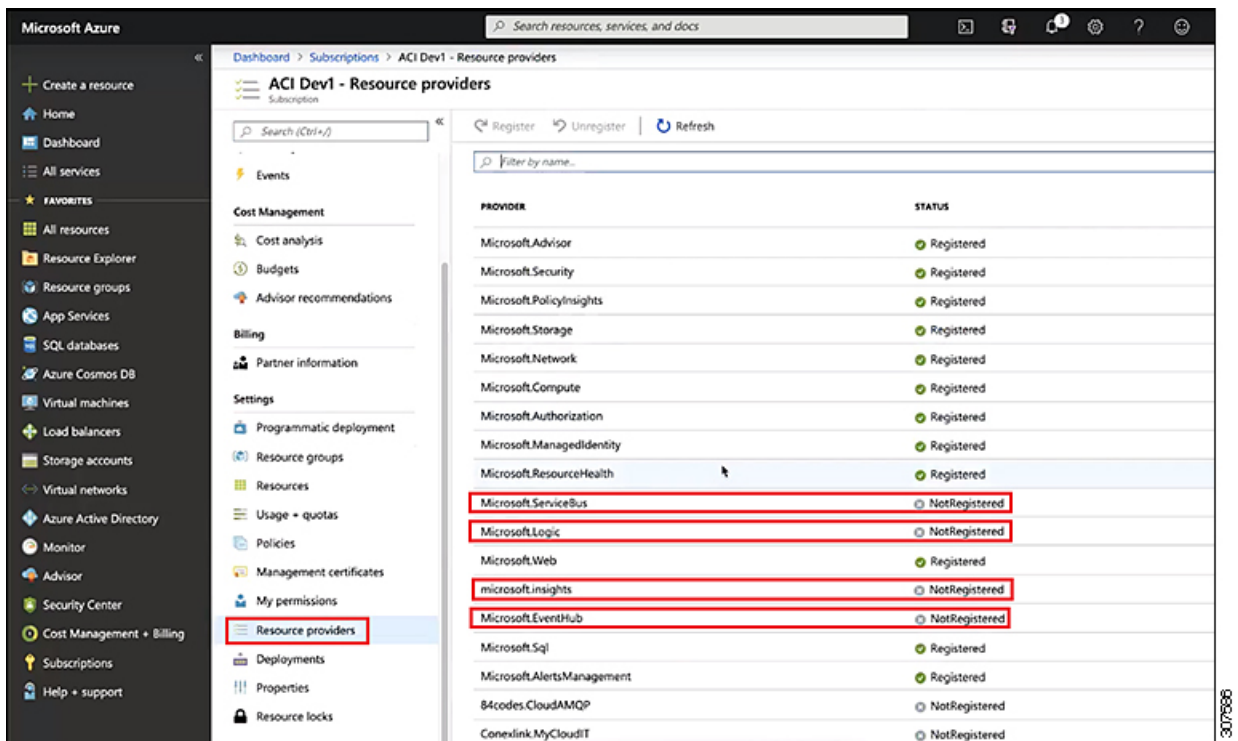 Microsoft Azure
Search resources, services, and docs
1
?
«
Create a resource
Home
Dashboard
All services
FAVORITES
All resources
Resource Explorer
Resource groups
App Services
SQL databases
Azure Cosmos DB
Virtual machines
Load balancers
Storage accounts
Virtual networks
Azure Active Directory
Monitor
Advisor
Security Center
Cost Management + Billing
Subscriptions
Help + support
Dashboard > Subscriptions > ACI Dev1 - Resource providers
ACI Dev1 - Resource providers
Subscription
Search (Ctrl+/)
«
Events
Cost Management
Cost analysis
Budgets
Advisor recommendations
Billing
Partner information
Settings
Programmatic deployment
Resource groups
Resources
Usage + quotas
Policies
Management certificates
My permissions
Resource providers
Deployments
Properties
Resource locks
Register Unregister Refresh
Filter by name...
PROVIDER STATUS
Microsoft.Advisor Registered
Microsoft.Security Registered
Microsoft.PolicyInsights Registered
Microsoft.Storage Registered
Microsoft.Network Registered
Microsoft.Compute Registered
Microsoft.Authorization Registered
Microsoft.ManagedIdentity Registered
Microsoft.ResourceHealth Registered
Microsoft.ServiceBus NotRegistered
Microsoft.Logic NotRegistered
Microsoft.Web Registered
microsoft.insights NotRegistered
Microsoft.EventHub NotRegistered
Microsoft.Sql Registered
Microsoft.AlertsManagement Registered
84codes.CloudAMQP NotRegistered
Conexlink.MyCloudIT NotRegistered
307586